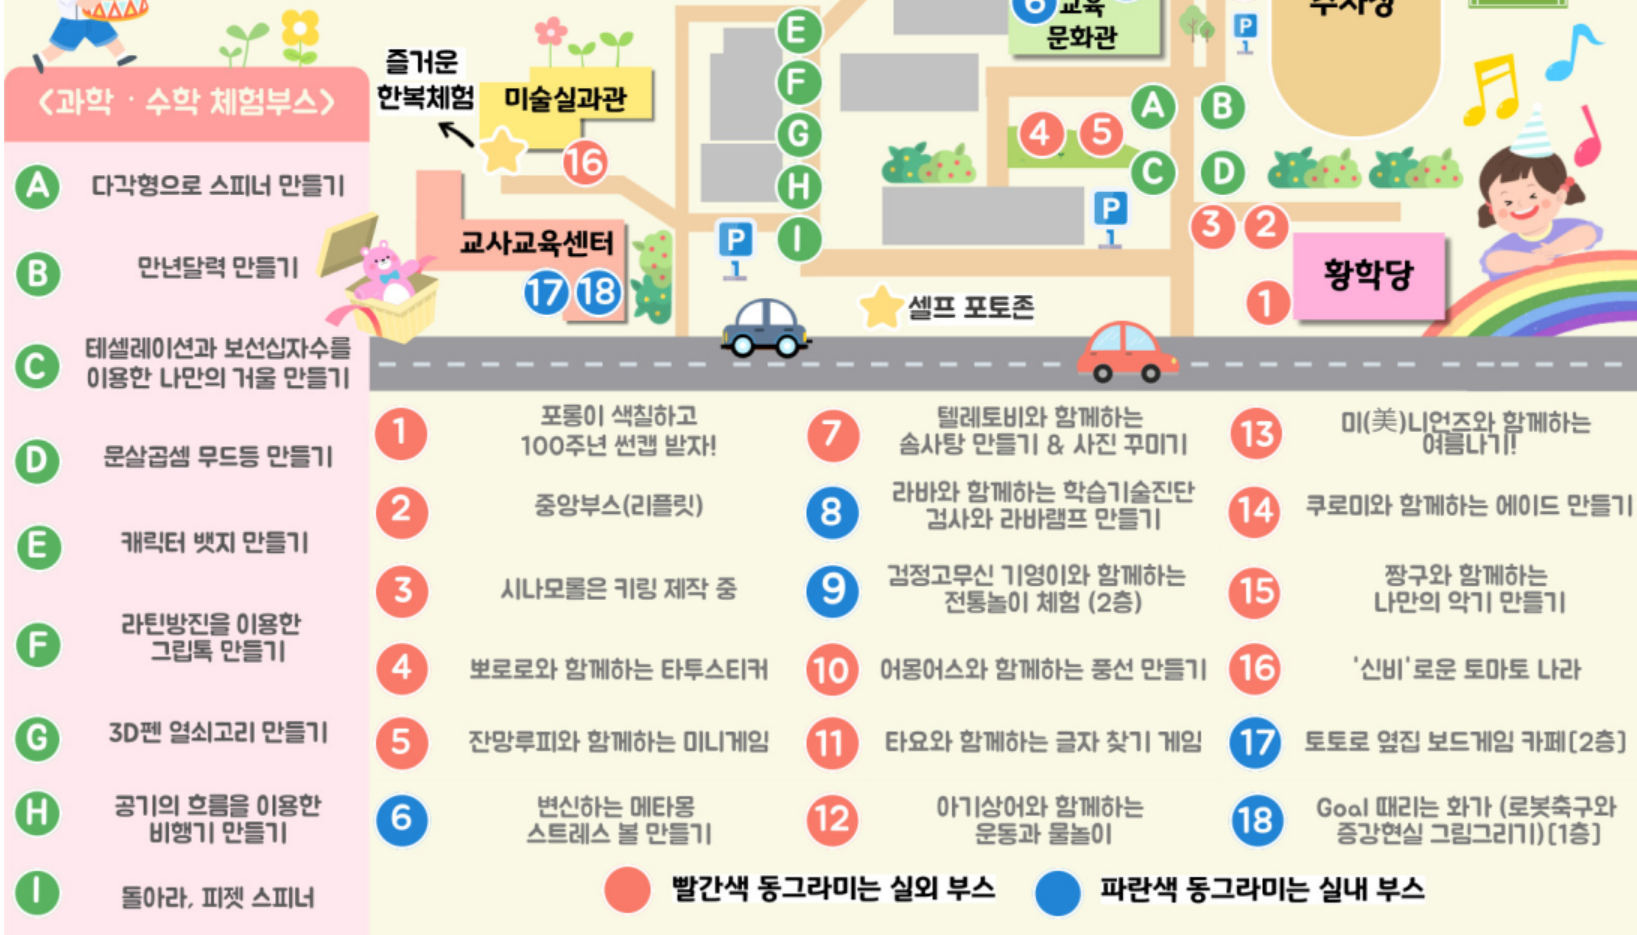 <과학 · 수학 체험부스>
A 다각형으로 스피너 만들기
B 만년달력 만들기
C 테셀레이션과 보선십자수를
이용한 나만의 거울 만들기
D 문살곱셈 무드등 만들기
E 캐릭터 뱃지 만들기
F 라틴방진을 이용한
그립톡 만들기
G 3D펜 열쇠고리 만들기
H 공기의 흐름을 이용한
비행기 만들기
I 돌아라, 피젯 스피너
즐거운
한복체험
미술실과관
16
교사교육센터
17 18
P
1
E
F
G
H
I
6 교육
문화관
P
1
주차장
4 5
A B
C D
P
1
3 2
황학당
1
셀프 포토존
1 포롱이 색칠하고
100주년 썬캡 받자!
2 중앙부스(리플릿)
3 시나모롤은 키링 제작 중
4 뽀로로와 함께하는 타투스티커
5 잔망루피와 함께하는 미니게임
6 변신하는 메타몽
스트레스 볼 만들기
7 텔레토비와 함께하는
솜사탕 만들기 & 사진 꾸미기
8 라바와 함께하는 학습기술진단
검사와 라바램프 만들기
9 검정고무신 기영이와 함께하는
전통놀이 체험 (2층)
10 어몽어스와 함께하는 풍선 만들기
11 타요와 함께하는 글자 찾기 게임
12 아기상어와 함께하는
운동과 물놀이
13 미(美)니언즈와 함께하는
여름나기!
14 쿠로미와 함께하는 에이드 만들기
15 짱구와 함께하는
나만의 악기 만들기
16 '신비'로운 토마토 나라
17 토토로 옆집 보드게임 카페[2층]
18 Goal 때리는 화가 (로봇축구와
증강현실 그림그리기)[1층]
빨간색 동그라미는 실외 부스
파란색 동그라미는 실내 부스